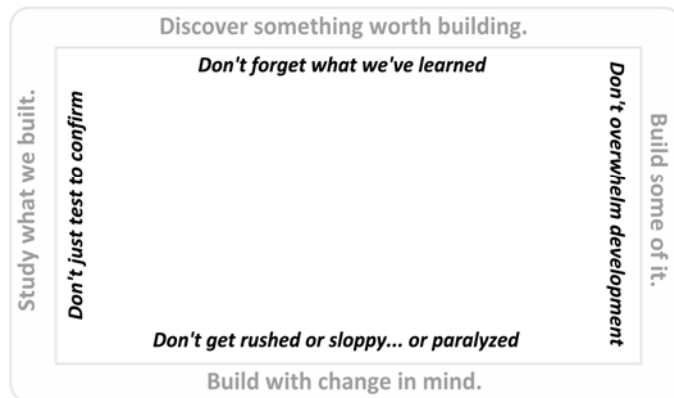 Discover something worth building.
Don't forget what we've learned
Study what we built.
Don't just test to confirm
Don't overwhelm development
Build some of it.
Don't get rushed or sloppy... or paralyzed
Build with change in mind.